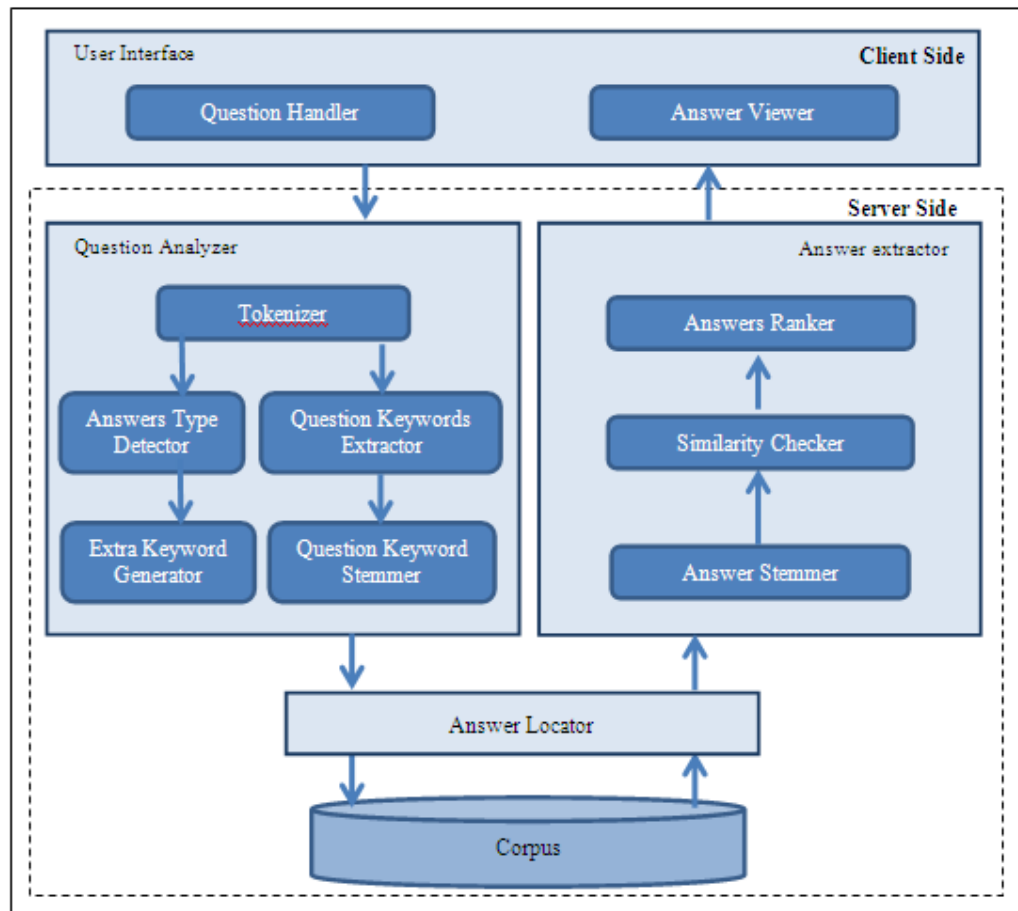 User Interface
Client Side
Question Handler
Answer Viewer
Server Side
Question Analyzer
Answer extractor
Tokenizer
Answers Ranker
Answers Type
Detector
Question Keywords
Extractor
Similarity Checker
Extra Keyword
Generator
Question Keyword
Stemmer
Answer Stemmer
Answer Locator
Corpus